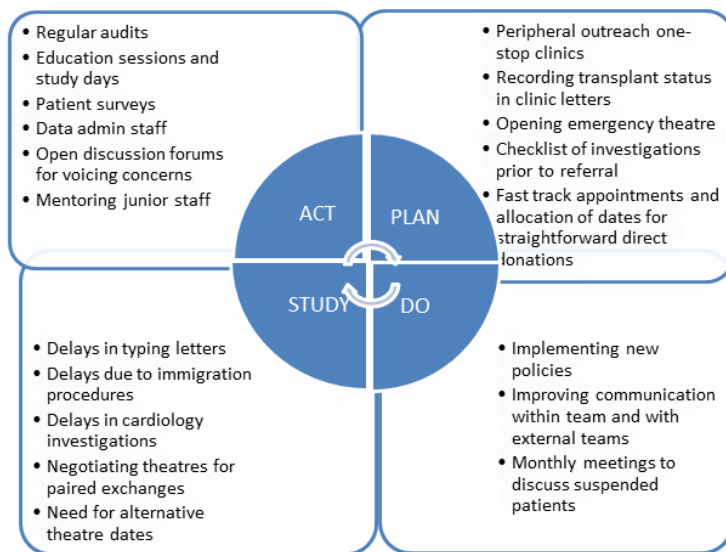 • Regular audits
• Education sessions and
study days
• Patient surveys
• Data admin staff
• Open discussion forums
for voicing concerns
• Mentoring junior staff
• Peripheral outreach one-
stop clinics
• Recording transplant status
in clinic letters
• Opening emergency theatre
• Checklist of investigations
prior to referral
• Fast track appointments and
allocation of dates for
straightforward direct
donations
ACT
PLAN
STUDY
DO
• Delays in typing letters
• Delays due to immigration
procedures
• Delays in cardiology
investigations
• Negotiating theatres for
paired exchanges
• Need for alternative
theatre dates
• Implementing new
policies
• Improving communication
within team and with
external teams
• Monthly meetings to
discuss suspended
patients